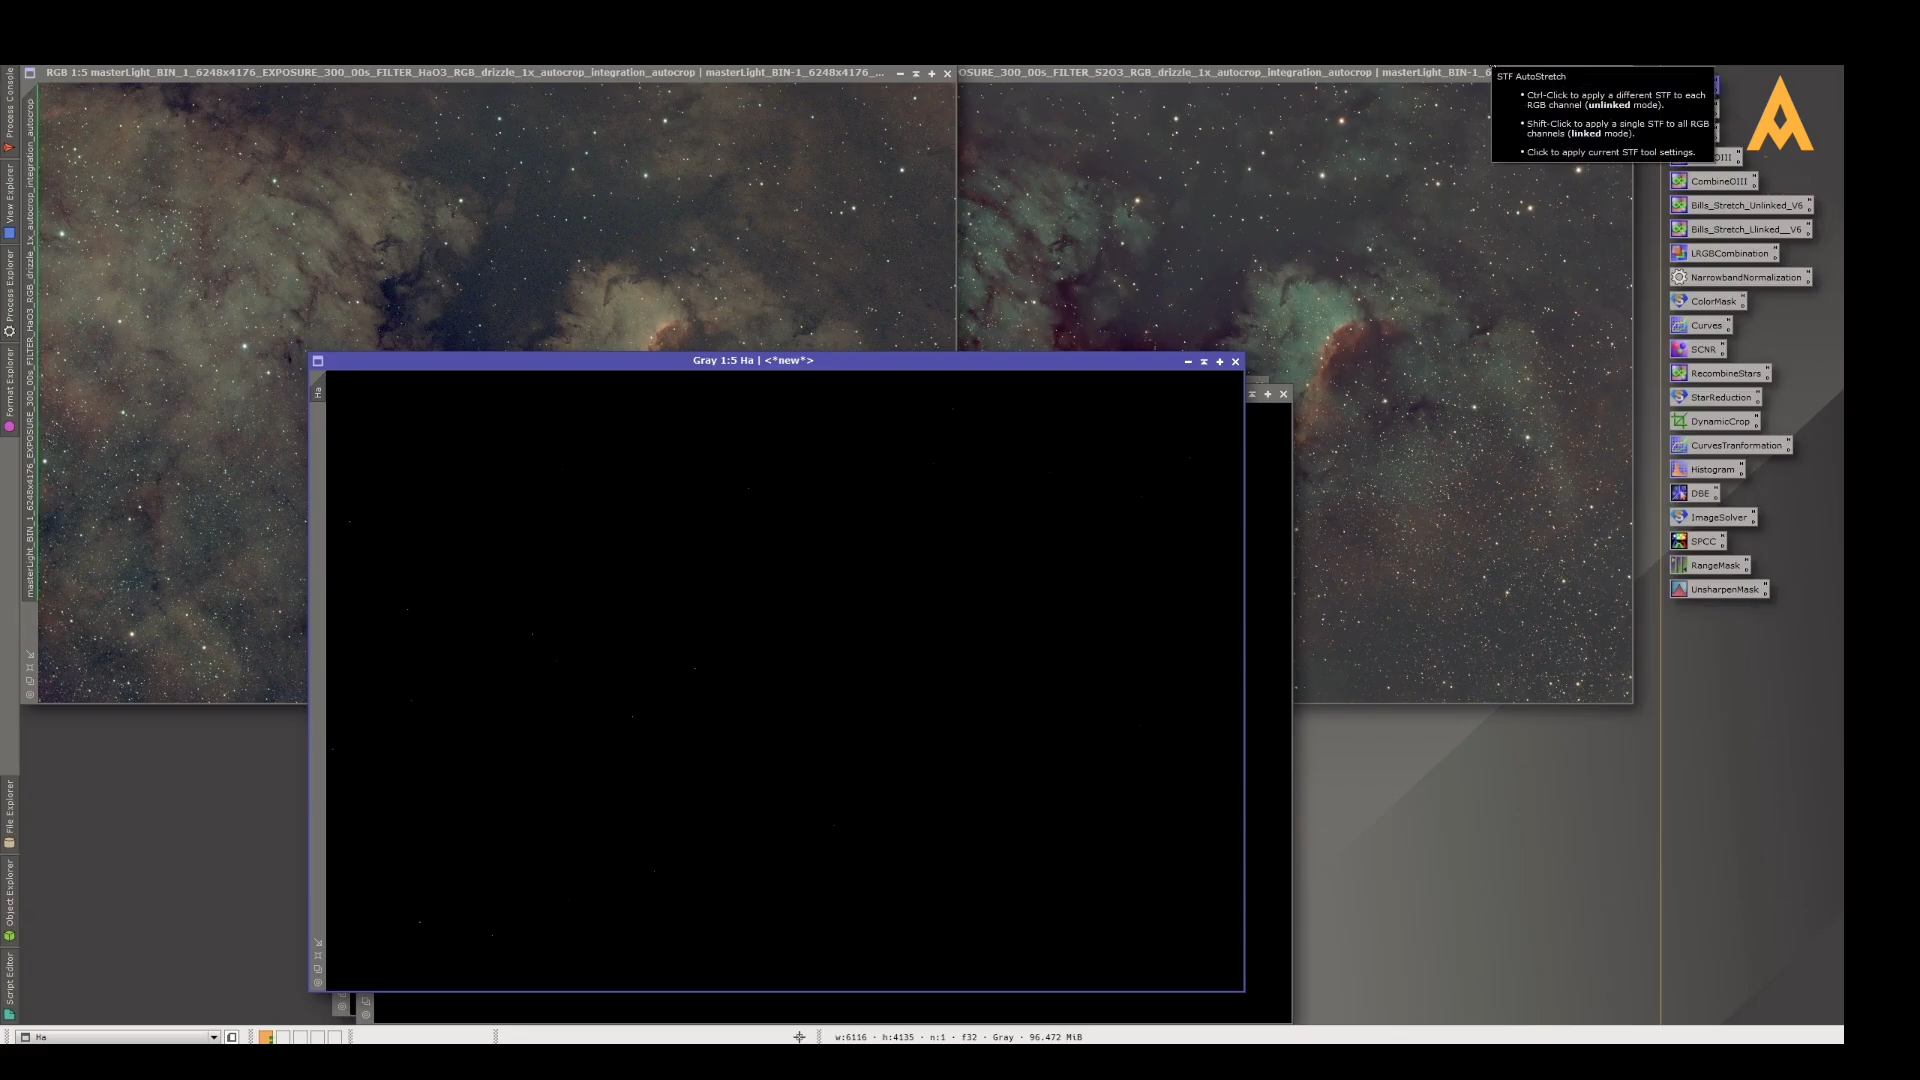 RGB 1:5 masterLight_BIN_1_6248x4176_EXPOSURE_300_00s_FILTER_HaO3_RGB_drizzle_1x_autocrop_integration_autocrop | masterLight_BIN-1_6248x4176_...
OSURE_300_00s_FILTER_S2O3_RGB_drizzle_1x_autocrop_integration_autocrop | masterLight_BIN-1_6
STF AutoStretch
• Ctrl-Click to apply a different STF to each
RGB channel (unlinked mode).
• Shift-Click to apply a single STF to all RGB
channels (linked mode).
• Click to apply current STF tool settings.
OIII
CombineOIII
Bills_Stretch_Unlinked_V6
Bills_Stretch_Llinked__V6
LRGBCombination
NarrowbandNormalization
ColorMask
Curves
SCNR
RecombineStars
StarReduction
DynamicCrop
CurvesTranformation
Histogram
DBE
ImageSolver
SPCC
RangeMask
UnsharpenMask
Process Console
View Explorer
Process Explorer
Format Explorer
File Explorer
Object Explorer
Script Editor
masterLight_BIN_1_6248x4176_EXPOSURE_300_00s_FILTER_HaO3_RGB_drizzle_1x_autocrop_integration_autocrop
Gray 1:5 Ha | <*new*>
Ha
Ha
w:6116 · h:4135 · n:1 · f32 · Gray · 96.472 MiB